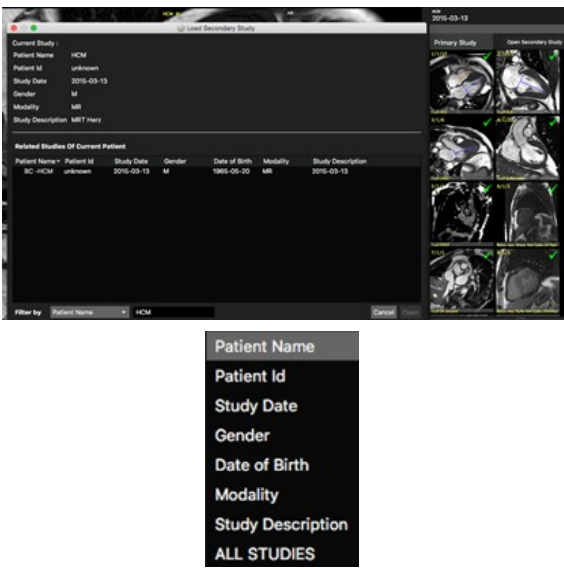 Load Secondary Study
2015-03-13
Current Study :
Patient Name HCM
Patient Id unknown
Study Date 2015-03-13
Gender M
Modality MR
Study Description MRT Herz
Primary Study Open Secondary Study
Related Studies Of Current Patient
Patient Name Patient Id Study Date Gender Date of Birth Modality Study Description
BC -HCM unknown 2015-03-13 M 1965-05-20 MR 2015-03-13
Filter by Patient Name HCM Cancel Open
Patient Name
Patient Id
Study Date
Gender
Date of Birth
Modality
Study Description
ALL STUDIES